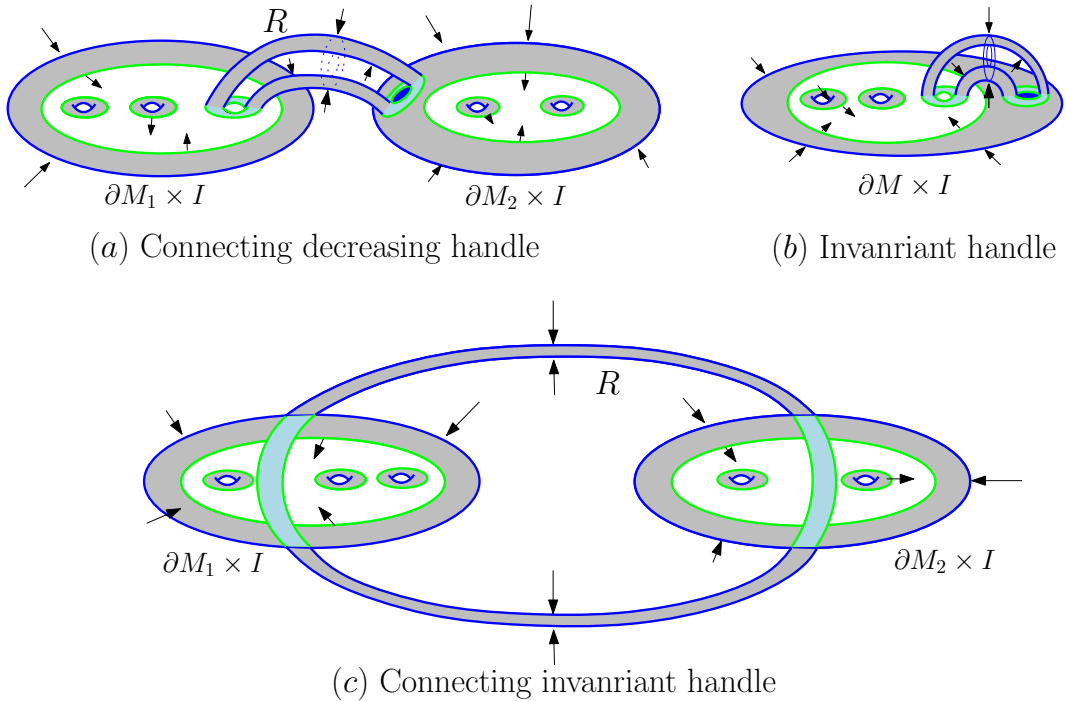 R
∂M₁ × I
∂M₂ × I
(a) Connecting decreasing handle
∂M × I
(b) Invanriant handle
R
∂M₁ × I
∂M₂ × I
(c) Connecting invanriant handle